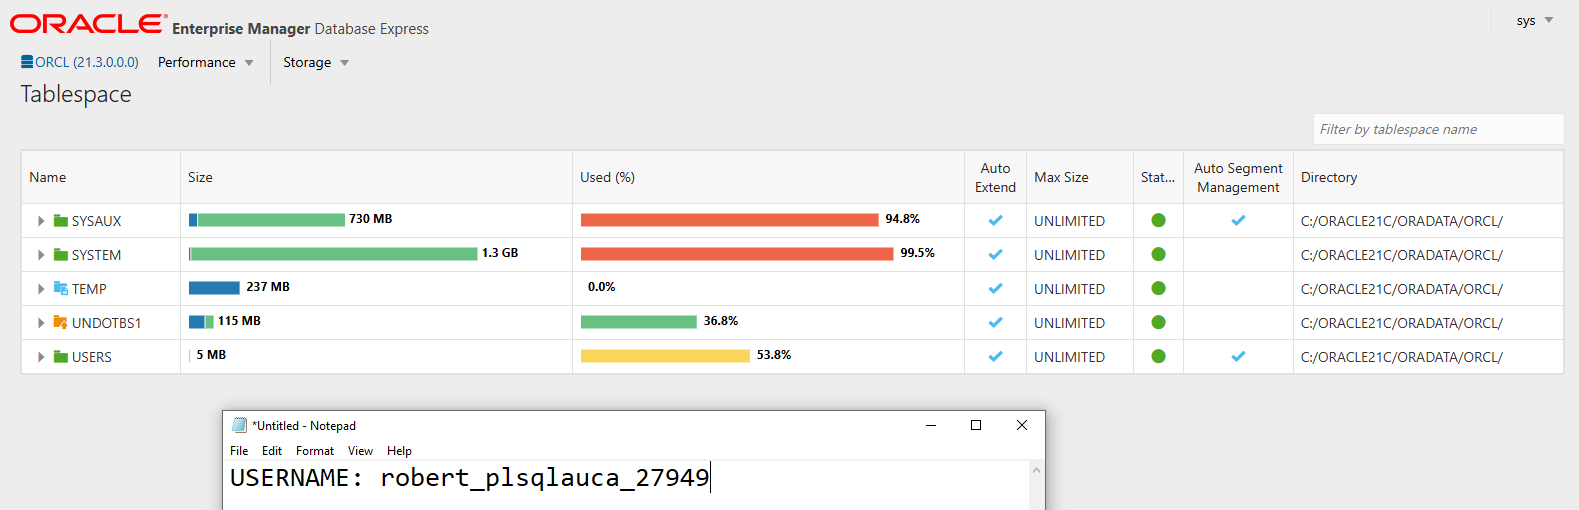 ORACLE Enterprise Manager Database Express
sys
ORCL (21.3.0.0.0) Performance Storage
Tablespace
Filter by tablespace name
Name Size Used (%) Auto Extend Max Size Stat... Auto Segment Management Directory
SYSAUX 730 MB 94.8% UNLIMITED C:/ORACLE21C/ORADATA/ORCL/
SYSTEM 1.3 GB 99.5% UNLIMITED C:/ORACLE21C/ORADATA/ORCL/
TEMP 237 MB 0.0% UNLIMITED C:/ORACLE21C/ORADATA/ORCL/
UNDOTBS1 115 MB 36.8% UNLIMITED C:/ORACLE21C/ORADATA/ORCL/
USERS 5 MB 53.8% UNLIMITED C:/ORACLE21C/ORADATA/ORCL/
*Untitled - Notepad
File Edit Format View Help
USERNAME: robert_plsqlauca_27949